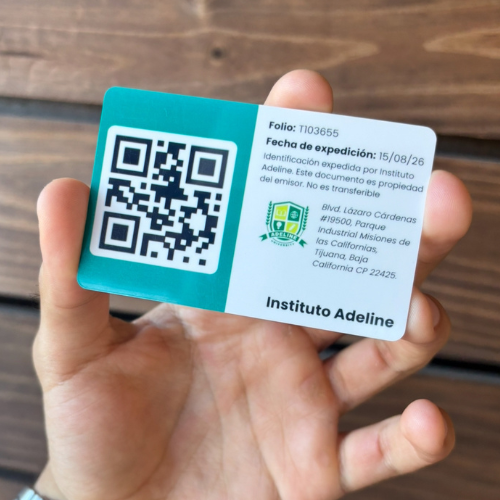 Folio: T103655
Fecha de expedición: 15/08/26
Identificación expedida por Instituto
Adeline. Este documento es propiedad
del emisor. No es transferible
ADELINE
Blvd. Lázaro Cárdenas
#19500, Parque
Industrial Misiones de
las Californias,
Tijuana, Baja
California CP 22425.
Instituto Adeline